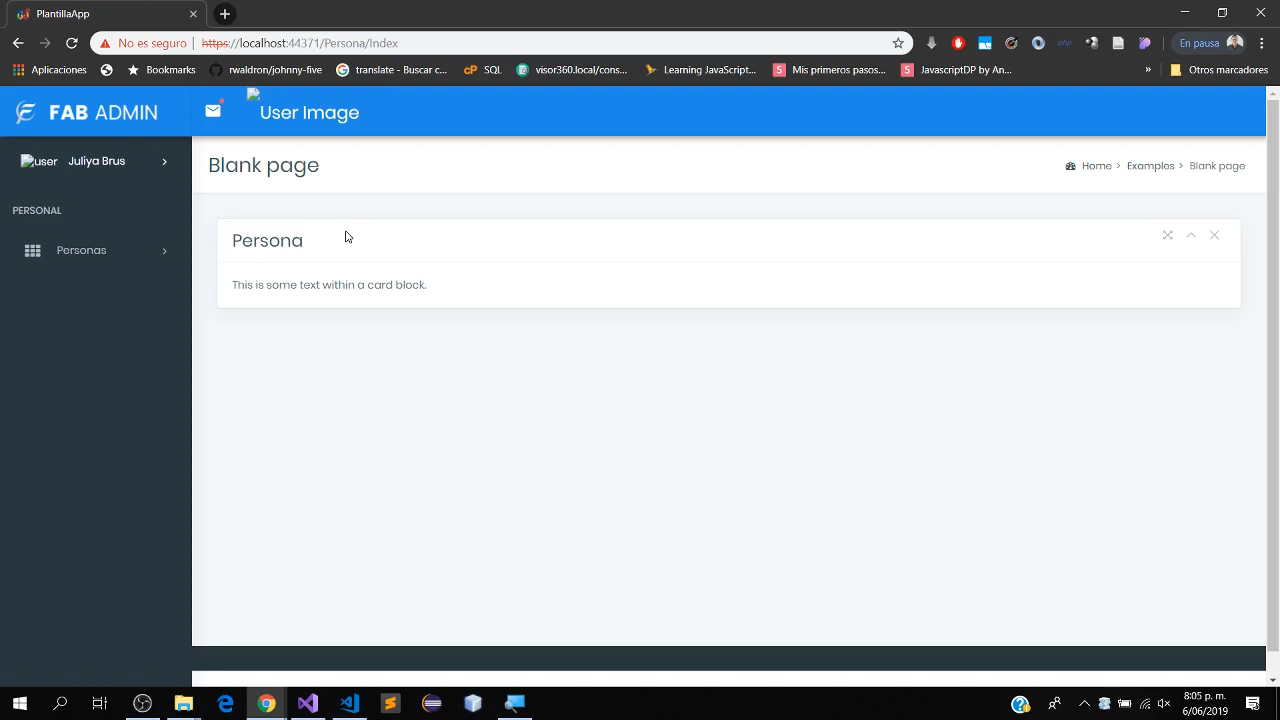 PlantillaApp
No es seguro | https://localhost:44371/Persona/Index
php
En pausa
Aplicaciones
Bookmarks
rwaldron/johnny-five
translate - Buscar c...
cP SQL
visor360.local/cons...
Learning JavaScript...
S Mis primeros pasos...
S JavascriptDP by An...
»
Otros marcadores
FAB ADMIN
User Image
user Juliya Brus
Blank page
Home > Examples > Blank page
PERSONAL
Personas
Persona
This is some text within a card block.
8:05 p. m.
6/06/2019